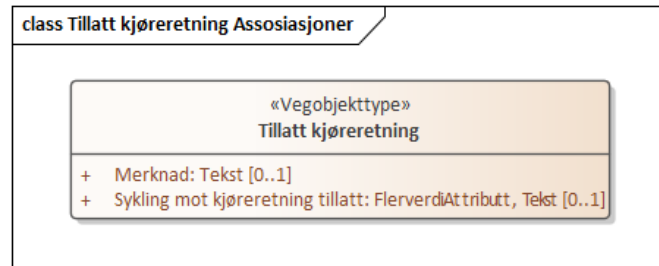 class Tillatt kjøreretning Assosiasjoner
«Vegobjekttype»
Tillatt kjøreretning
+ Merknad: Tekst [0..1]
+ Sykling mot kjøreretning tillatt: FlerverdiAttributt, Tekst [0..1]